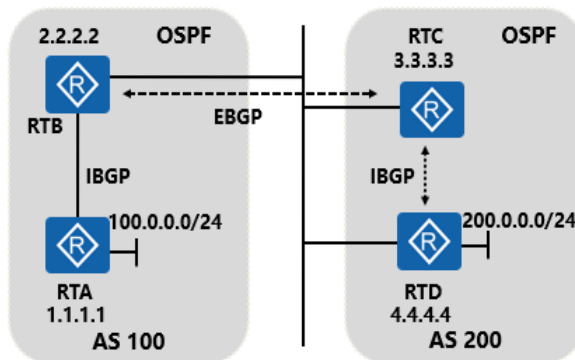 2.2.2.2 OSPF
RTB
R
EBGP
IBGP
100.0.0.0/24
R
RTA
1.1.1.1
AS 100
RTC OSPF
3.3.3.3
R
IBGP
200.0.0.0/24
R
RTD
4.4.4.4
AS 200